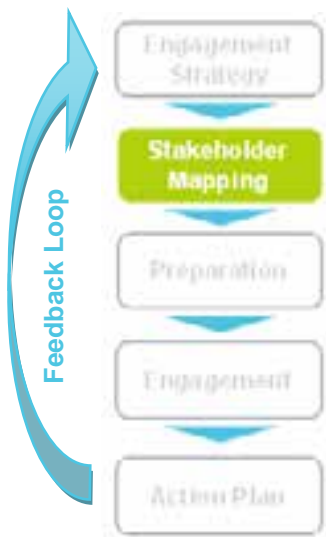 Engagement
Strategy
Stakeholder
Mapping
Preparation
Engagement
Action Plan
Feedback Loop